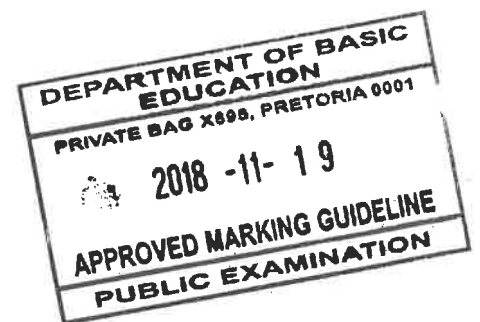 DEPARTMENT OF BASIC
EDUCATION
PRIVATE BAG X895, PRETORIA 0001
2018 -11- 19
APPROVED MARKING GUIDELINE
PUBLIC EXAMINATION